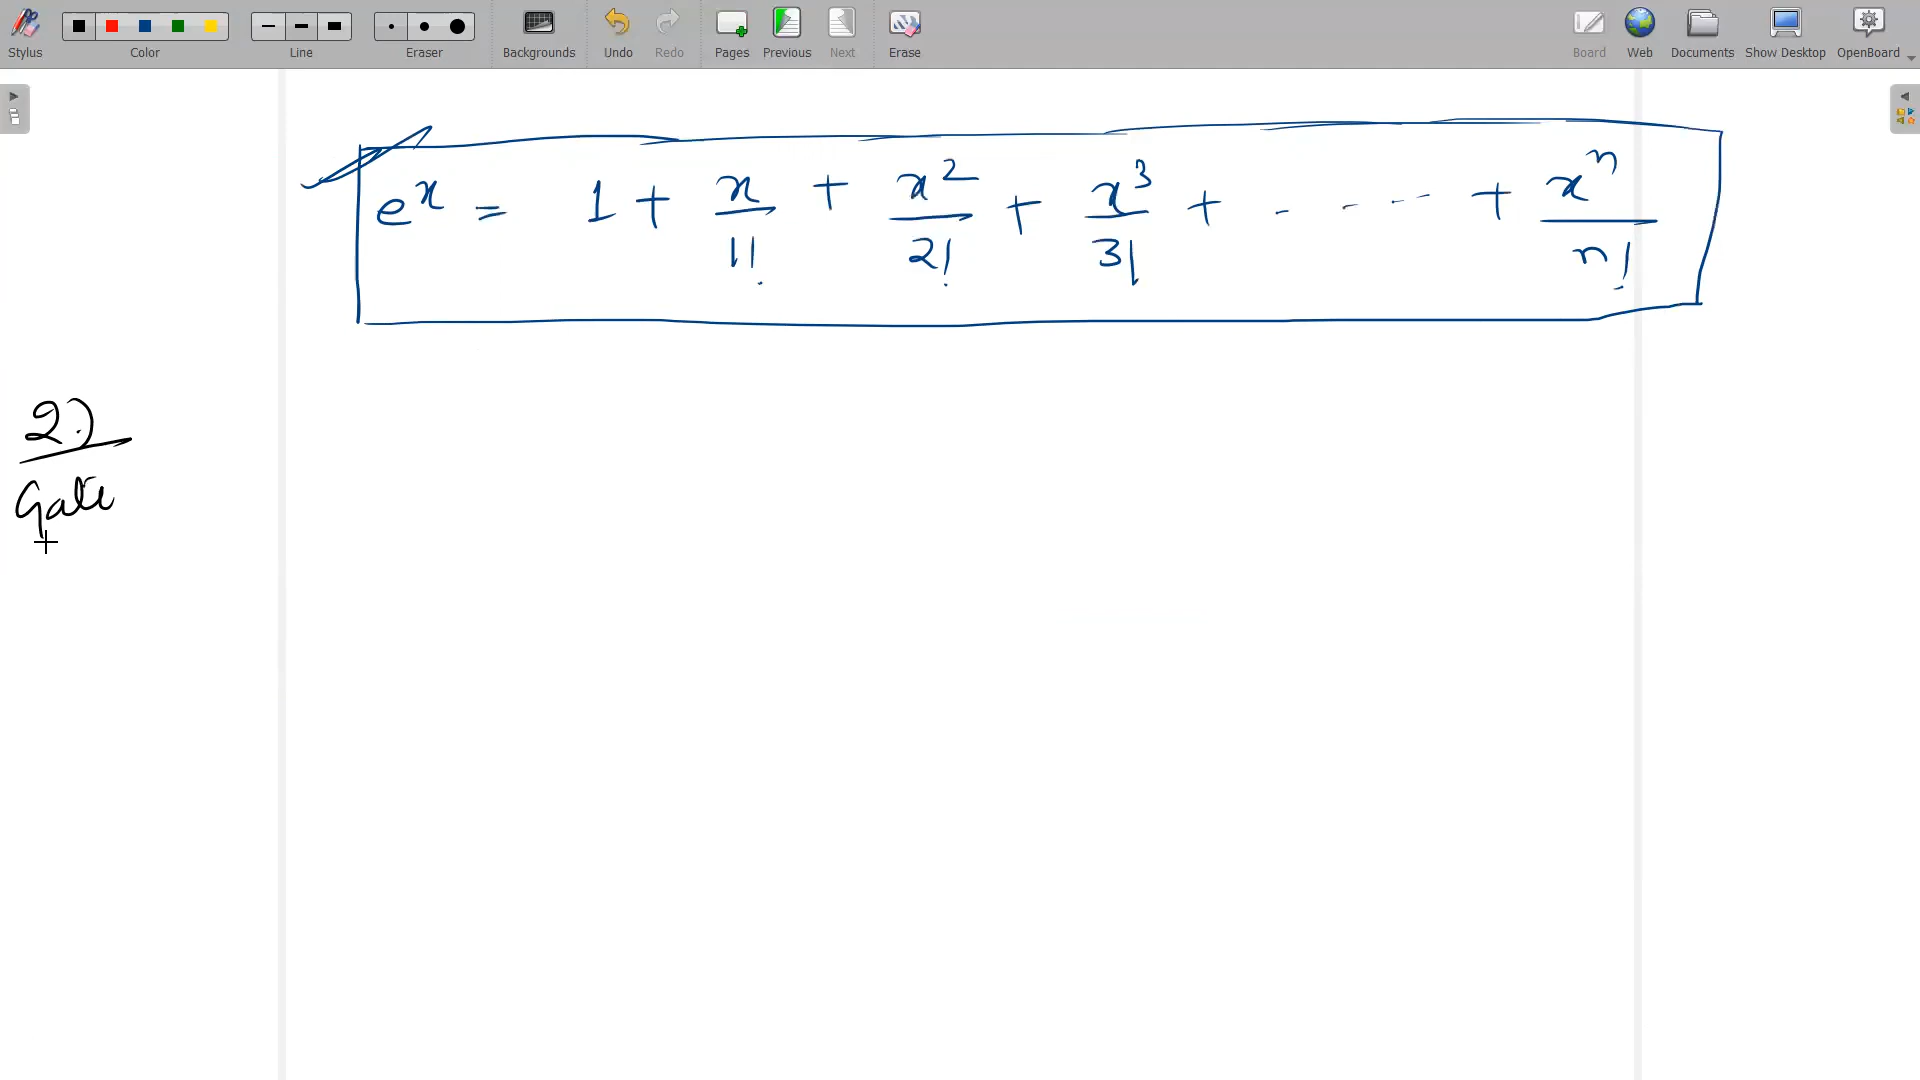 Stylus Color Line Eraser Backgrounds Undo Redo Pages Previous Next Erase Board Web Documents Show Desktop OpenBoard
e^x = 1 + x/1! + x^2/2! + x^3/3! + - - - - - + x^n/n!
2.)
Gate